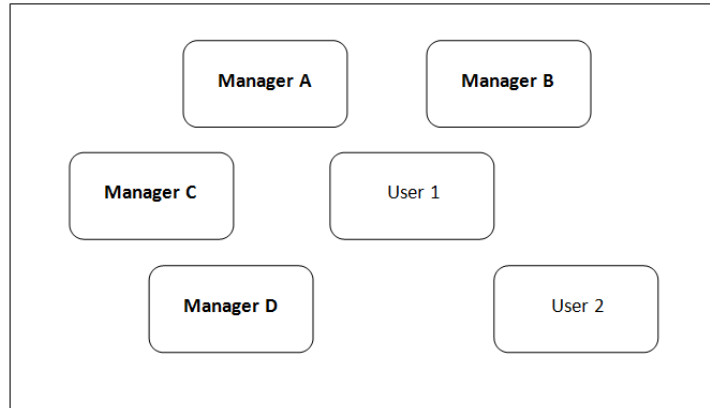 Manager A
Manager B
Manager C
User 1
Manager D
User 2